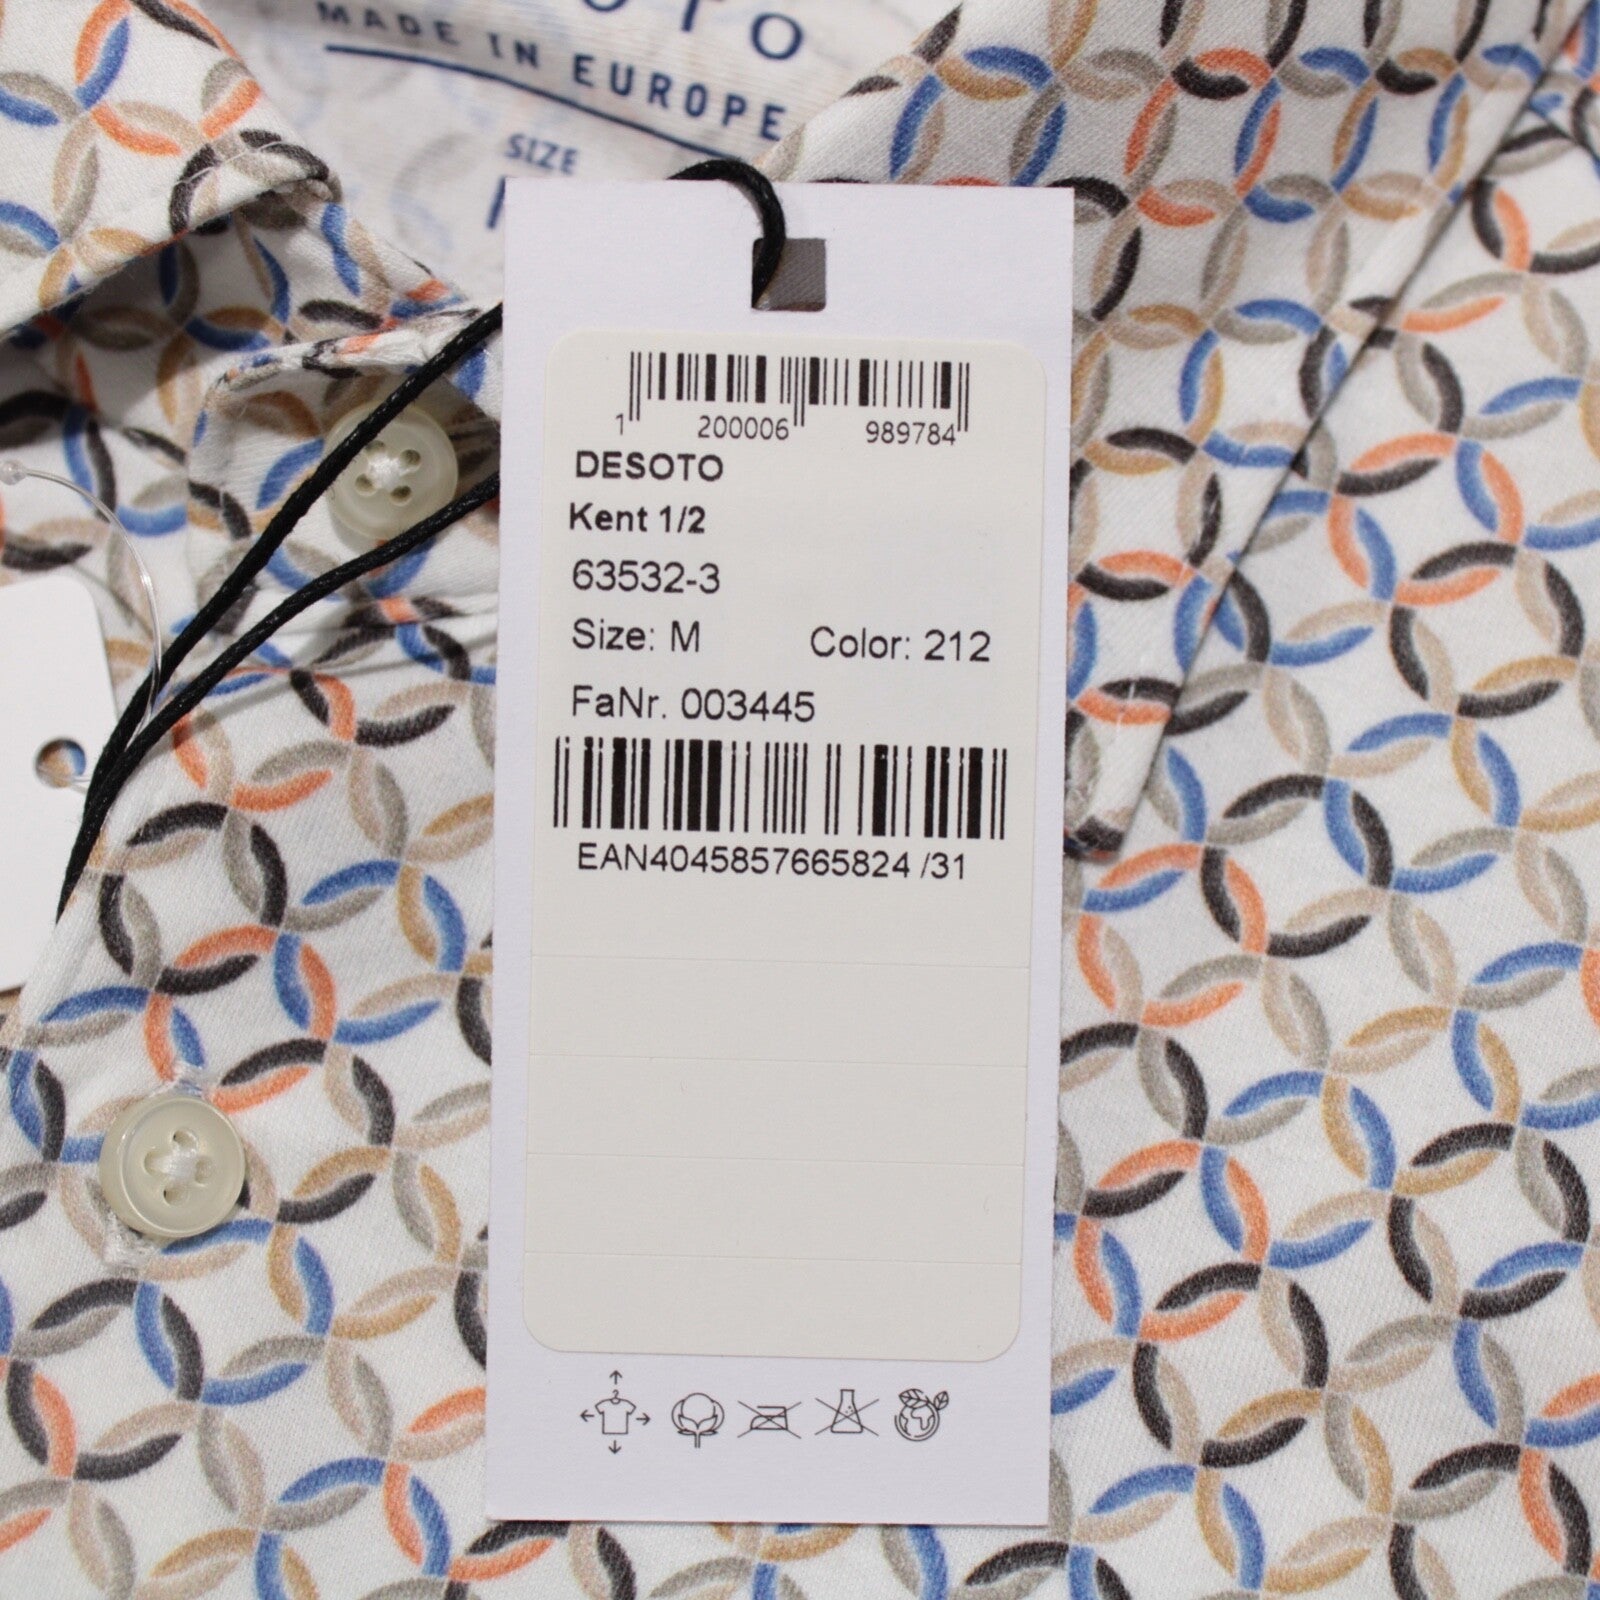 MADE IN EUROPE
SIZE
1 200006 989784
DESOTO
Kent 1/2
63532-3
Size: M Color: 212
FaNr. 003445
EAN4045857665824 /31